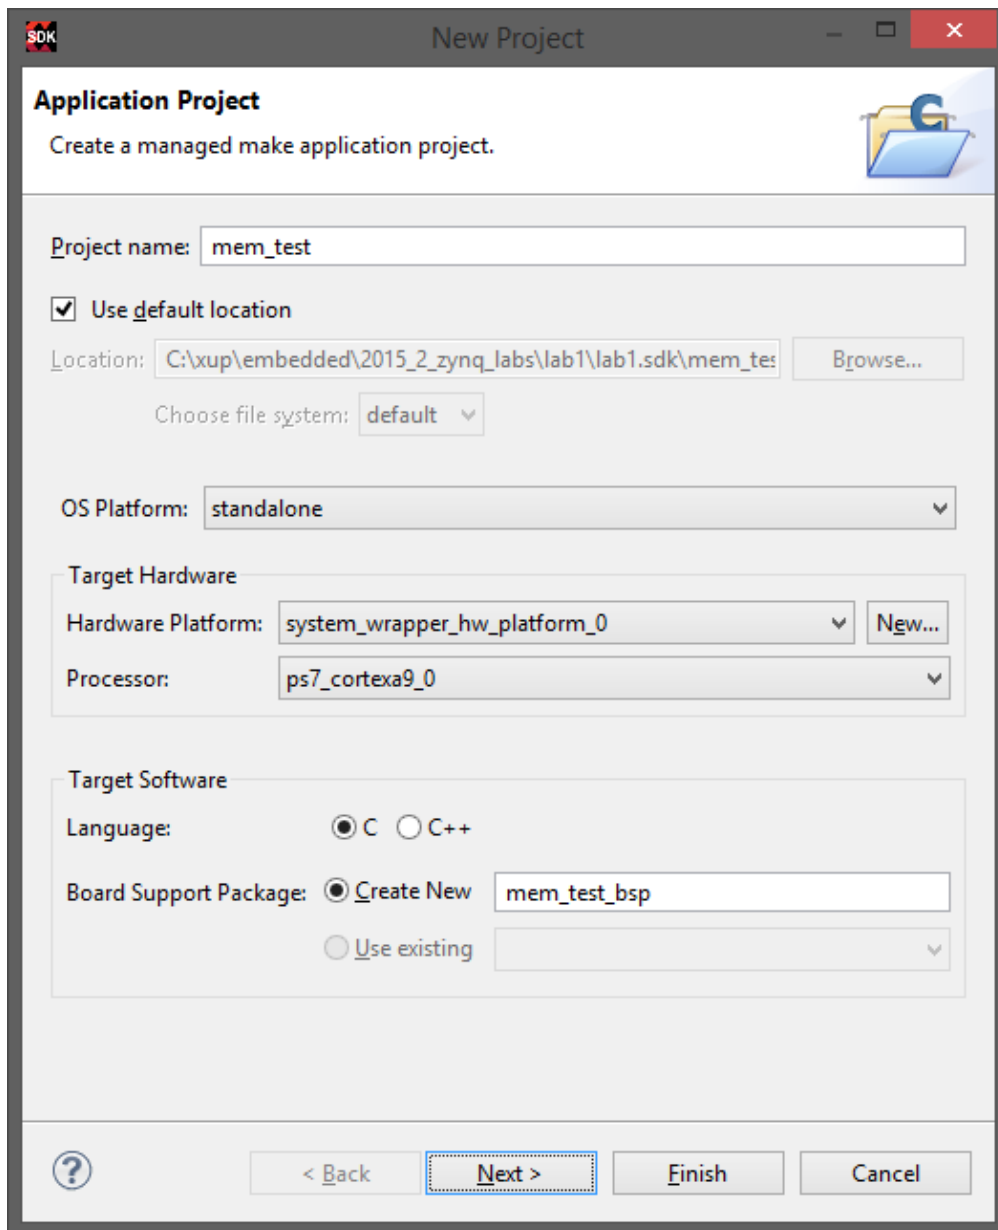 SDK New Project
Application Project
Create a managed make application project.
Project name: mem_test
Use default location
Location: C:\xup\embedded\2015_2_zynq_labs\lab1\lab1.sdk\mem_tes Browse...
Choose file system: default
OS Platform: standalone
Target Hardware
Hardware Platform: system_wrapper_hw_platform_0 New...
Processor: ps7_cortexa9_0
Target Software
Language: C C++
Board Support Package: Create New mem_test_bsp
Use existing
? < Back Next > Finish Cancel